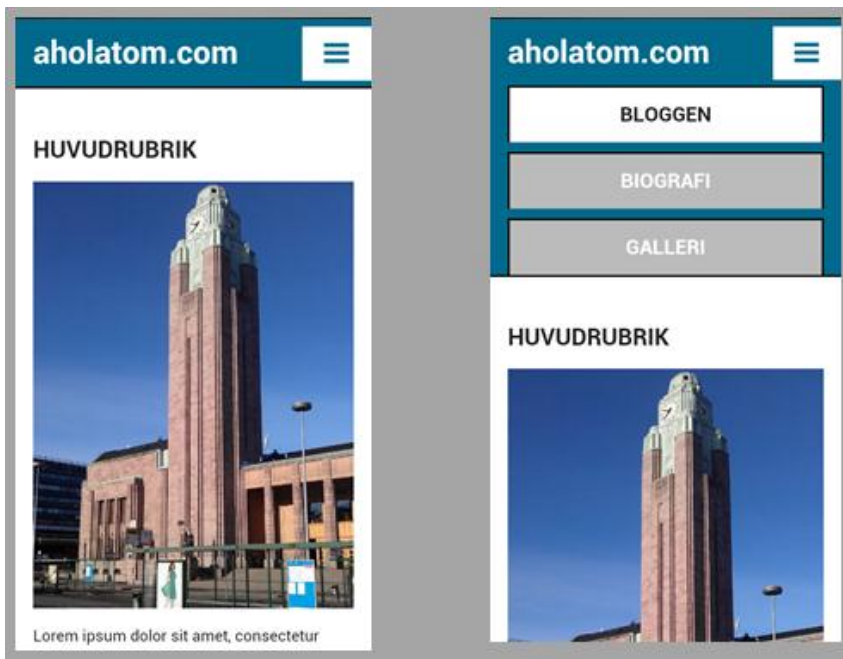 aholatom.com
HUVUDRUBRIK
Lorem ipsum dolor sit amet, consectetur
aholatom.com
BLOGGEN
BIOGRAFI
GALLERI
HUVUDRUBRIK